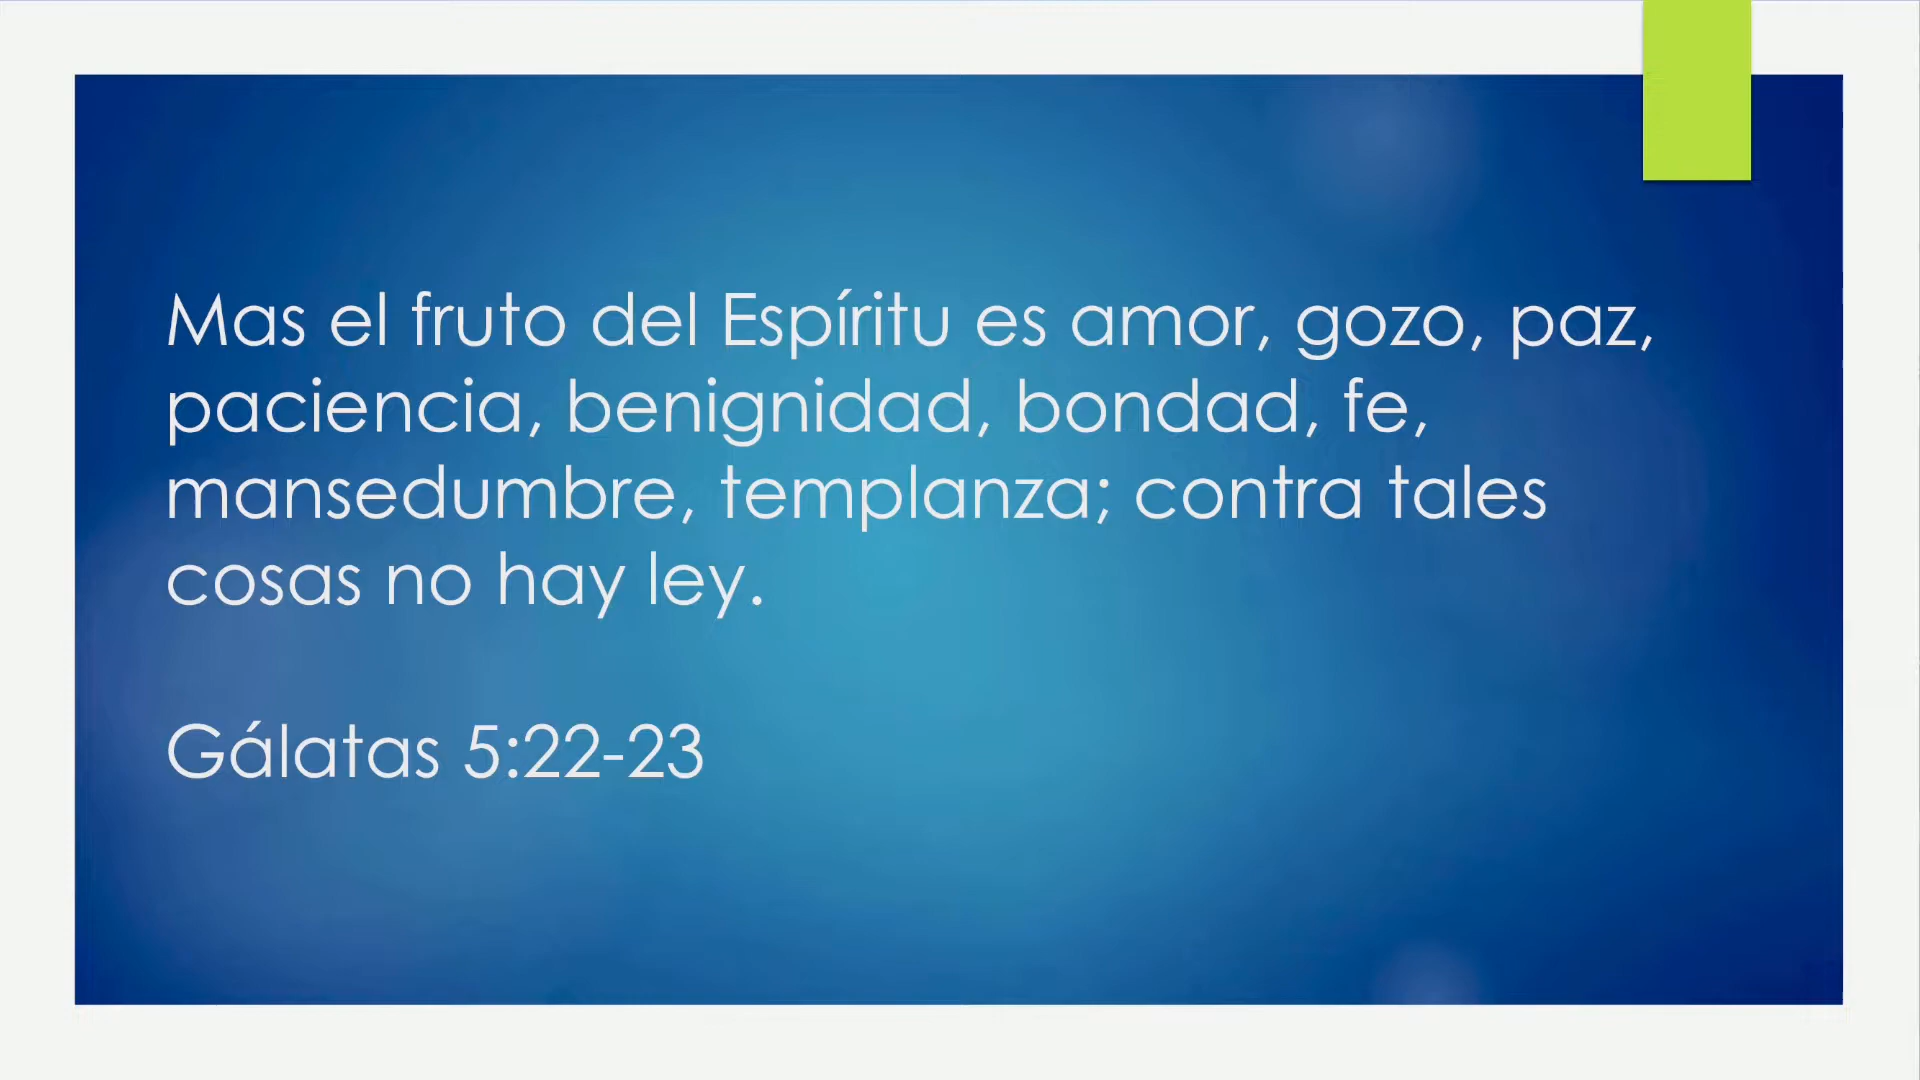 Mas el fruto del Espíritu es amor, gozo, paz,
paciencia, benignidad, bondad, fe,
mansedumbre, templanza; contra tales
cosas no hay ley.
Gálatas 5:22-23